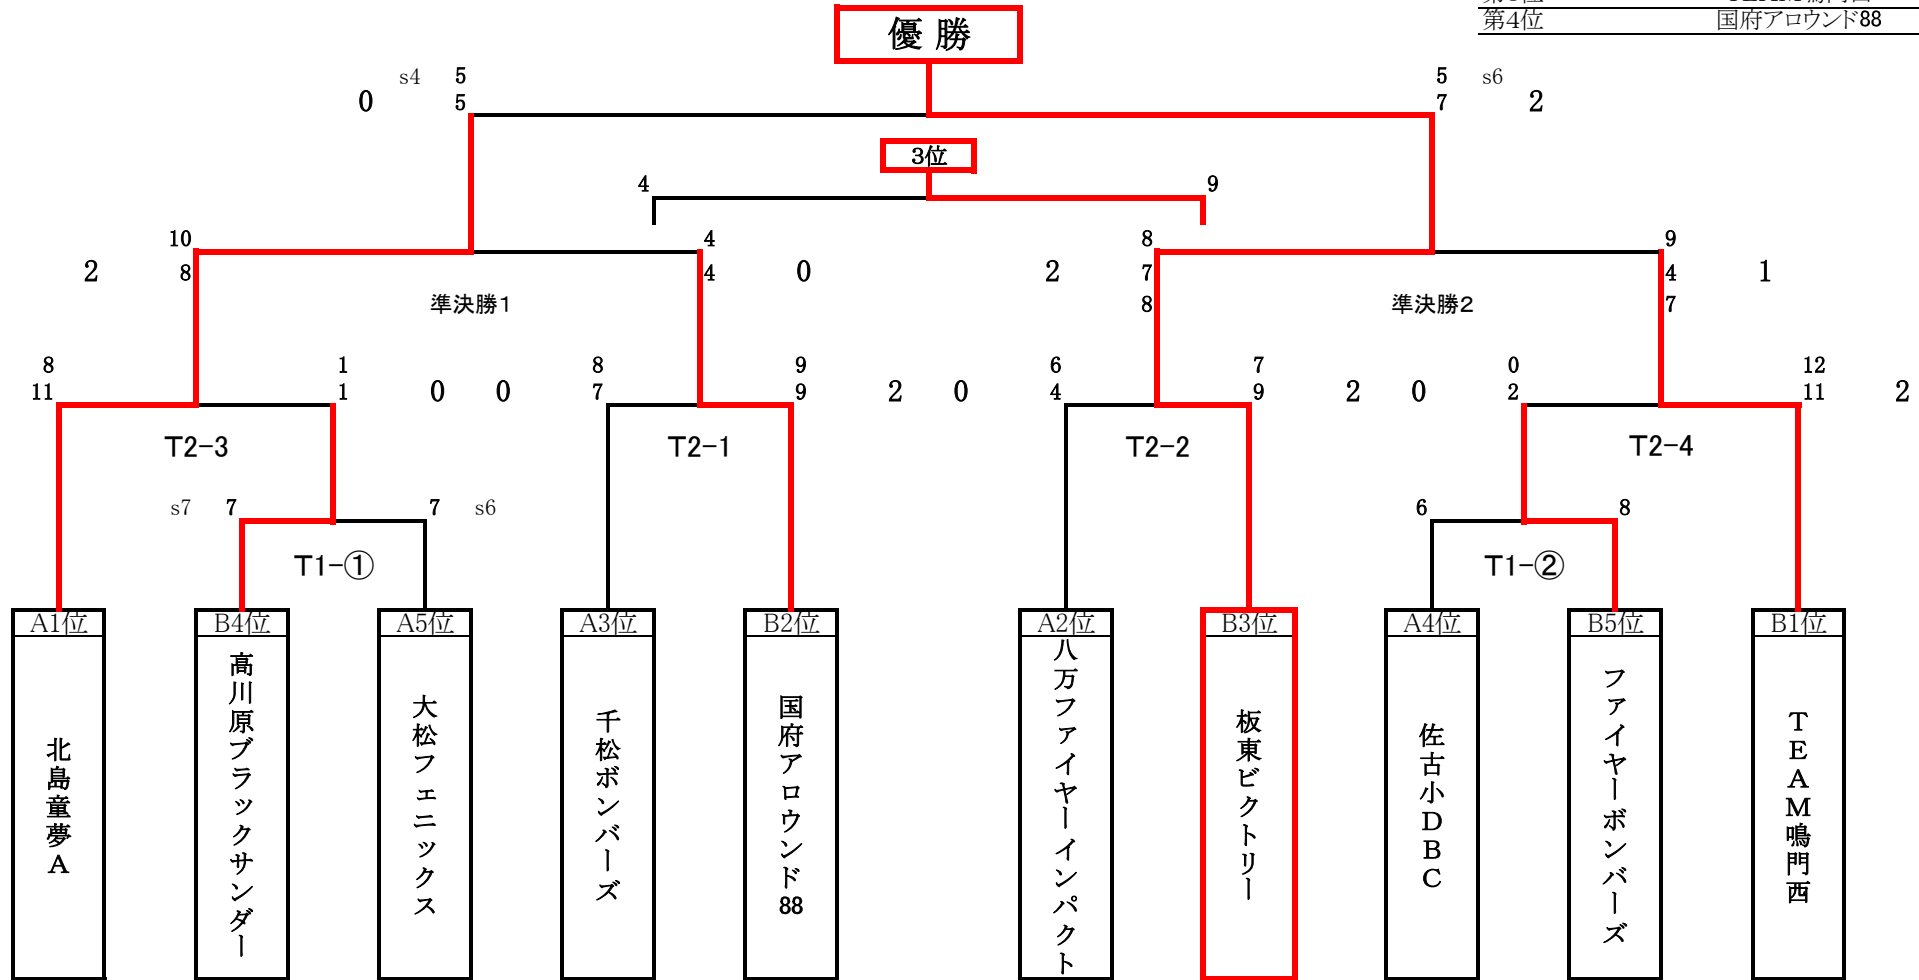 第4位 国府アロウンド88
優 勝
s4 5 5 s6
0 5 7 2
3位
4 9
10 4 8 9
2 8 4 0 2 7 4 1
準決勝1 8 準決勝2 7
8 1 8 9 6 7 0 12
11 1 0 0 7 9 2 0 4 9 2 0 2 11 2
T2-3 T2-1 T2-2 T2-4
s7 7 7 s6 6 8
T1-① T1-②
A1位 B4位 A5位 A3位 B2位 A2位 B3位 A4位 B5位 B1位
北島童夢A
高川原ブラックサンダー
大松フェニックス
千松ボンバーズ
国府アロウンド88
八万ファイヤーインパクト
板東ビクトリー
佐古小DBC
ファイヤーボンバーズ
TEAM鳴門西